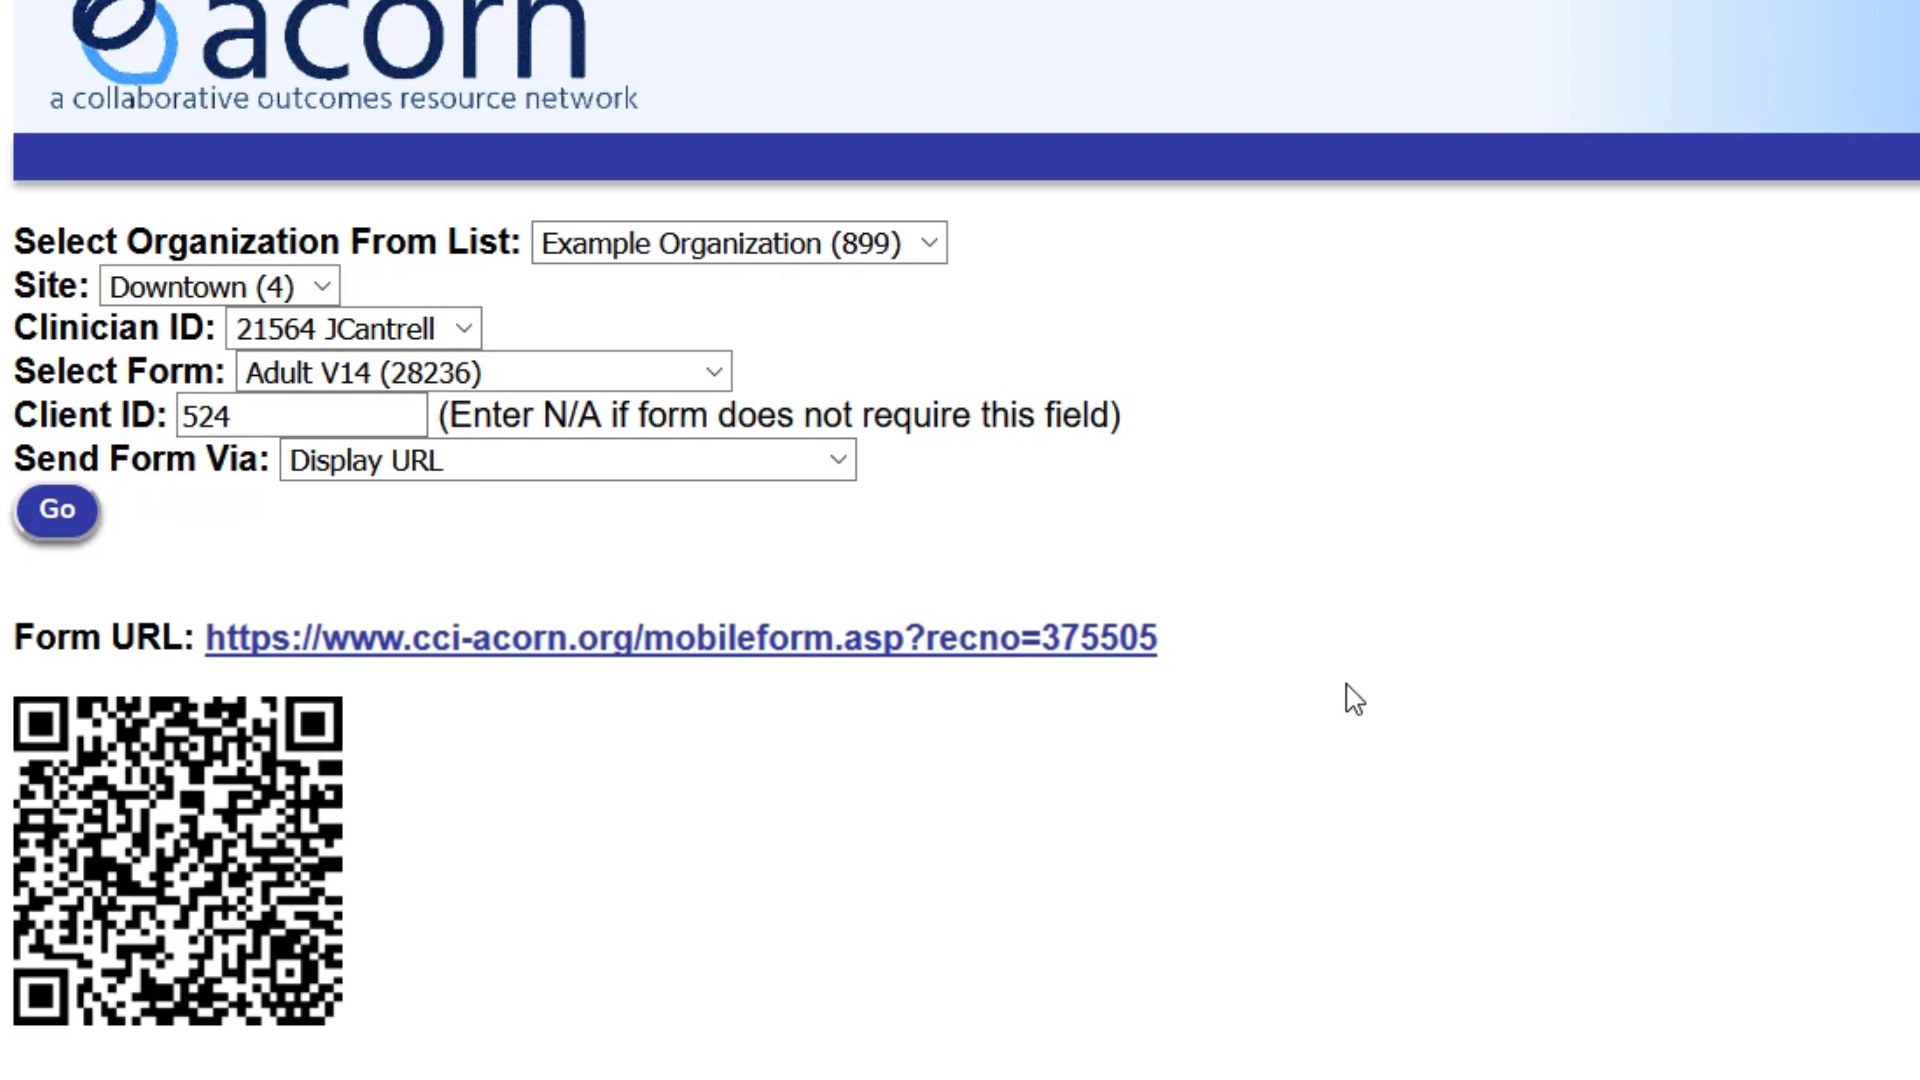 acorn
a collaborative outcomes resource network
Select Organization From List: Example Organization (899)
Site: Downtown (4)
Clinician ID: 21564 JCantrell
Select Form: Adult V14 (28236)
Client ID: 524 (Enter N/A if form does not require this field)
Send Form Via: Display URL
Go
Form URL: https://www.cci-acorn.org/mobileform.asp?recno=375505